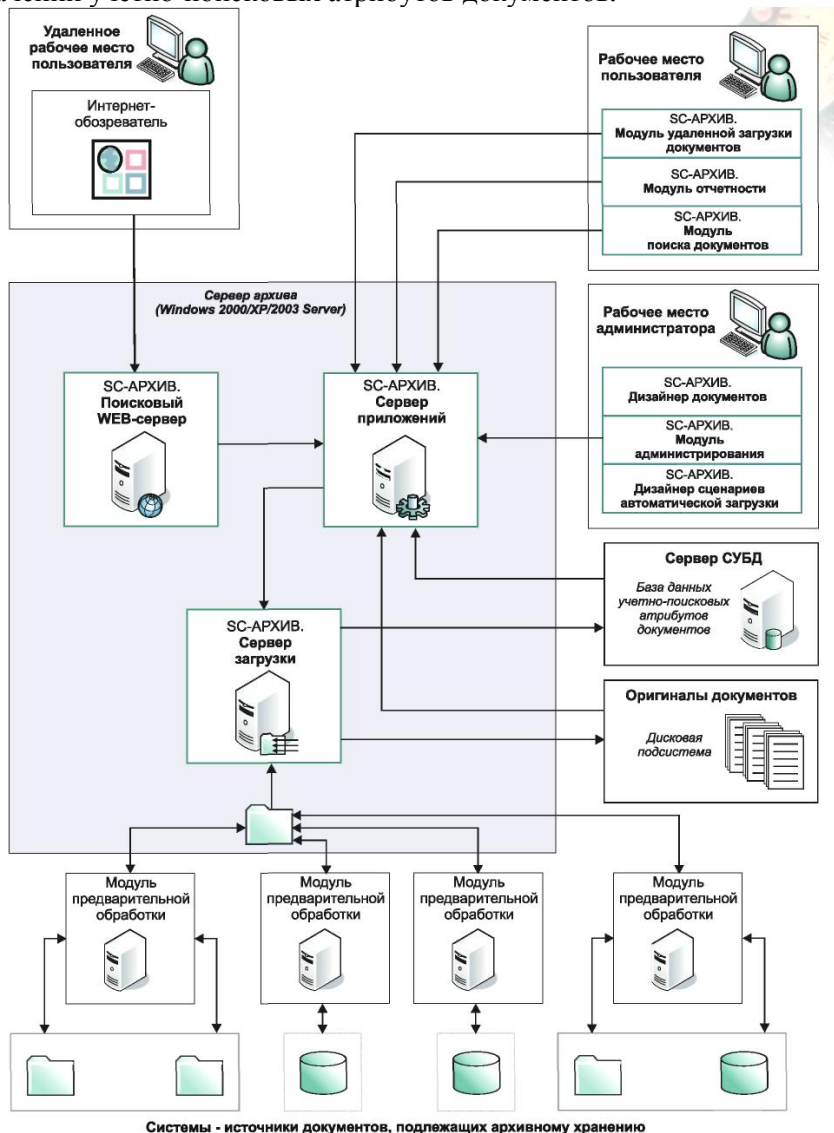 учетно-поисковых атрибутов документов.
Удаленное
рабочее место
пользователя
Интернет-
обозреватель
Рабочее место
пользователя
SC-АРХИВ.
Модуль удаленной загрузки
документов
SC-АРХИВ.
Модуль отчетности
SC-АРХИВ.
Модуль
поиска документов
Сервер архива
(Windows 2000/XP/2003 Server)
SC-АРХИВ.
Поисковый
WEB-сервер
SC-АРХИВ.
Сервер
приложений
Рабочее место
администратора
SC-АРХИВ.
Дизайнер документов
SC-АРХИВ.
Модуль
администрирования
SC-АРХИВ.
Дизайнер сценариев
автоматической загрузки
Сервер СУБД
База данных
учетно-поисковых
атрибутов
документов
SC-АРХИВ.
Сервер
загрузки
Оригиналы документов
Дисковая
подсистема
Модуль
предварительной
обработки
Модуль
предварительной
обработки
Модуль
предварительной
обработки
Модуль
предварительной
обработки
Системы - источники документов, подлежащих архивному хранению